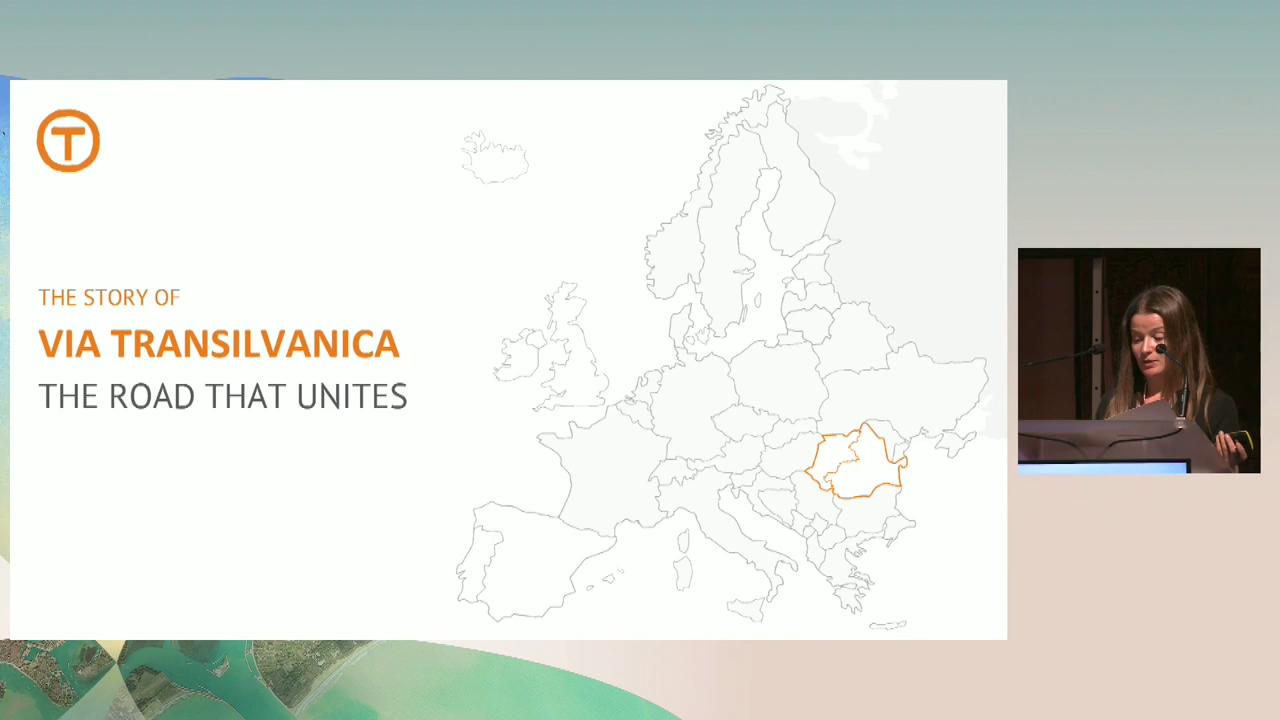 T
THE STORY OF
VIA TRANSILVANICA
THE ROAD THAT UNITES